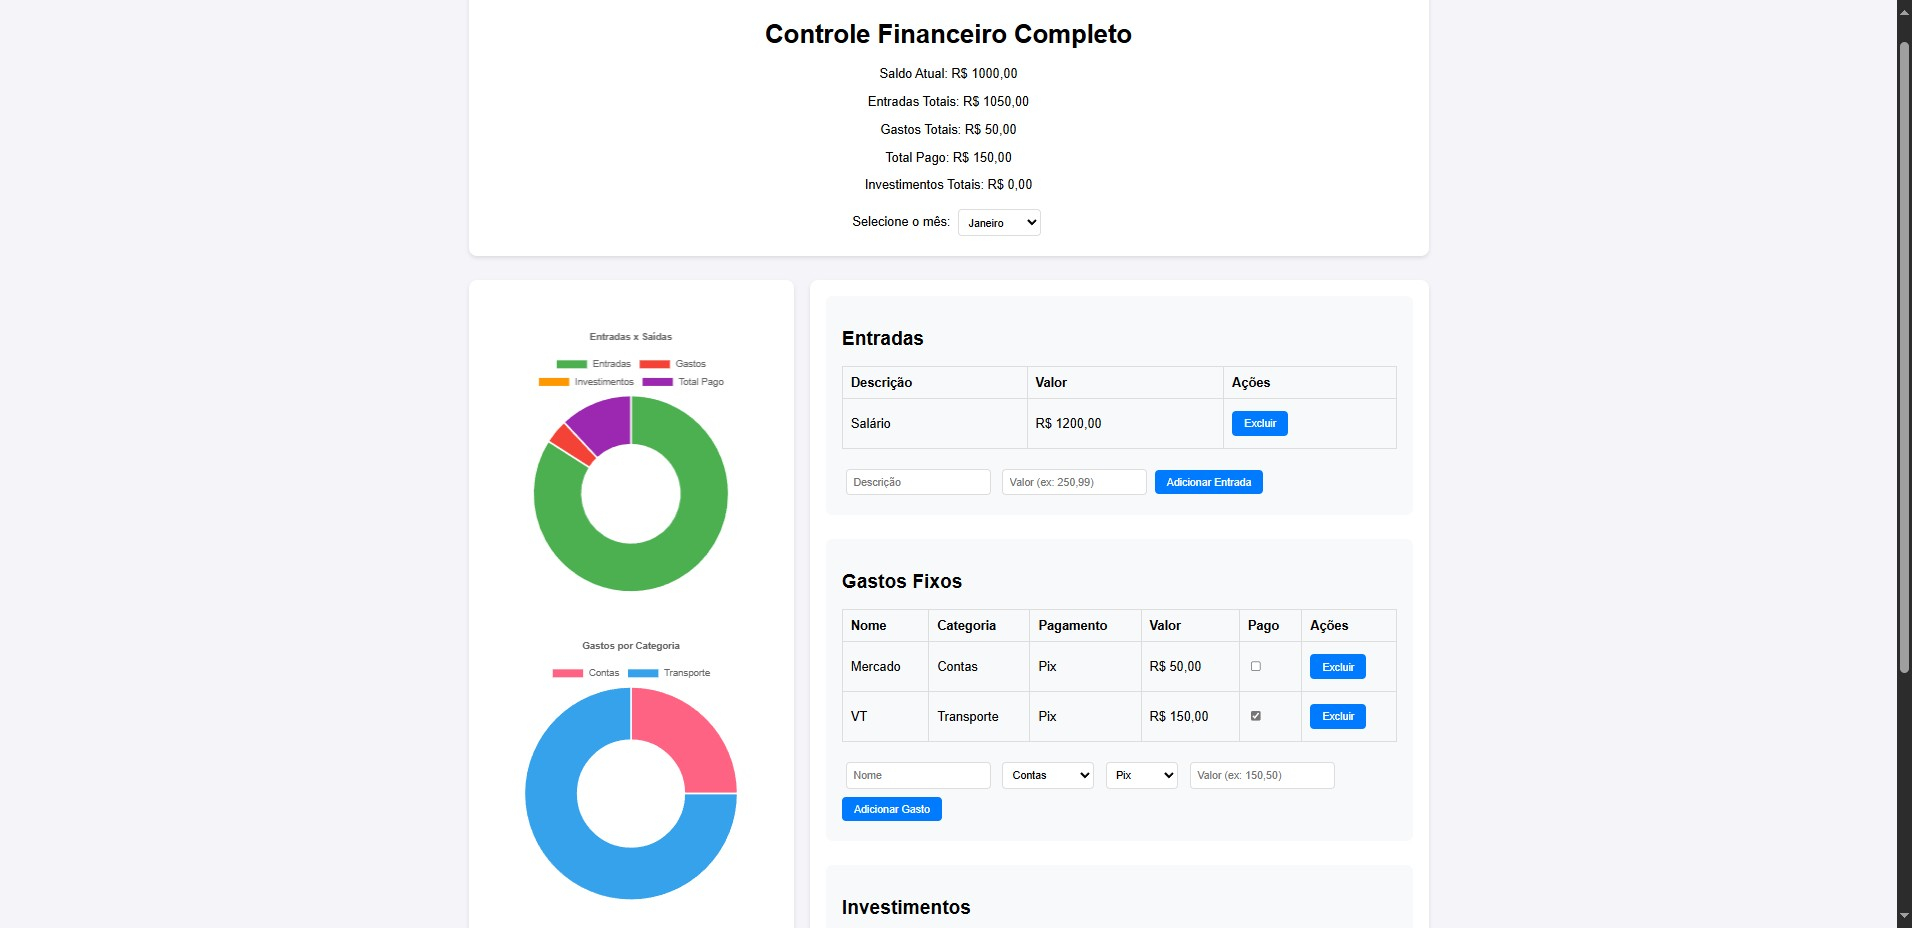 Controle Financeiro Completo
Saldo Atual: R$ 1000,00
Entradas Totais: R$ 1050,00
Gastos Totais: R$ 50,00
Total Pago: R$ 150,00
Investimentos Totais: R$ 0,00
Selecione o mês: Janeiro
Entradas x Saídas
Entradas Gastos
Investimentos Total Pago
Gastos por Categoria
Contas Transporte
Entradas
Descrição Valor Ações
Salário R$ 1200,00 Excluir
Descrição Valor (ex: 250,99) Adicionar Entrada
Gastos Fixos
Nome Categoria Pagamento Valor Pago Ações
Mercado Contas Pix R$ 50,00 Excluir
VT Transporte Pix R$ 150,00 Excluir
Nome Contas Pix Valor (ex: 150,50)
Adicionar Gasto
Investimentos